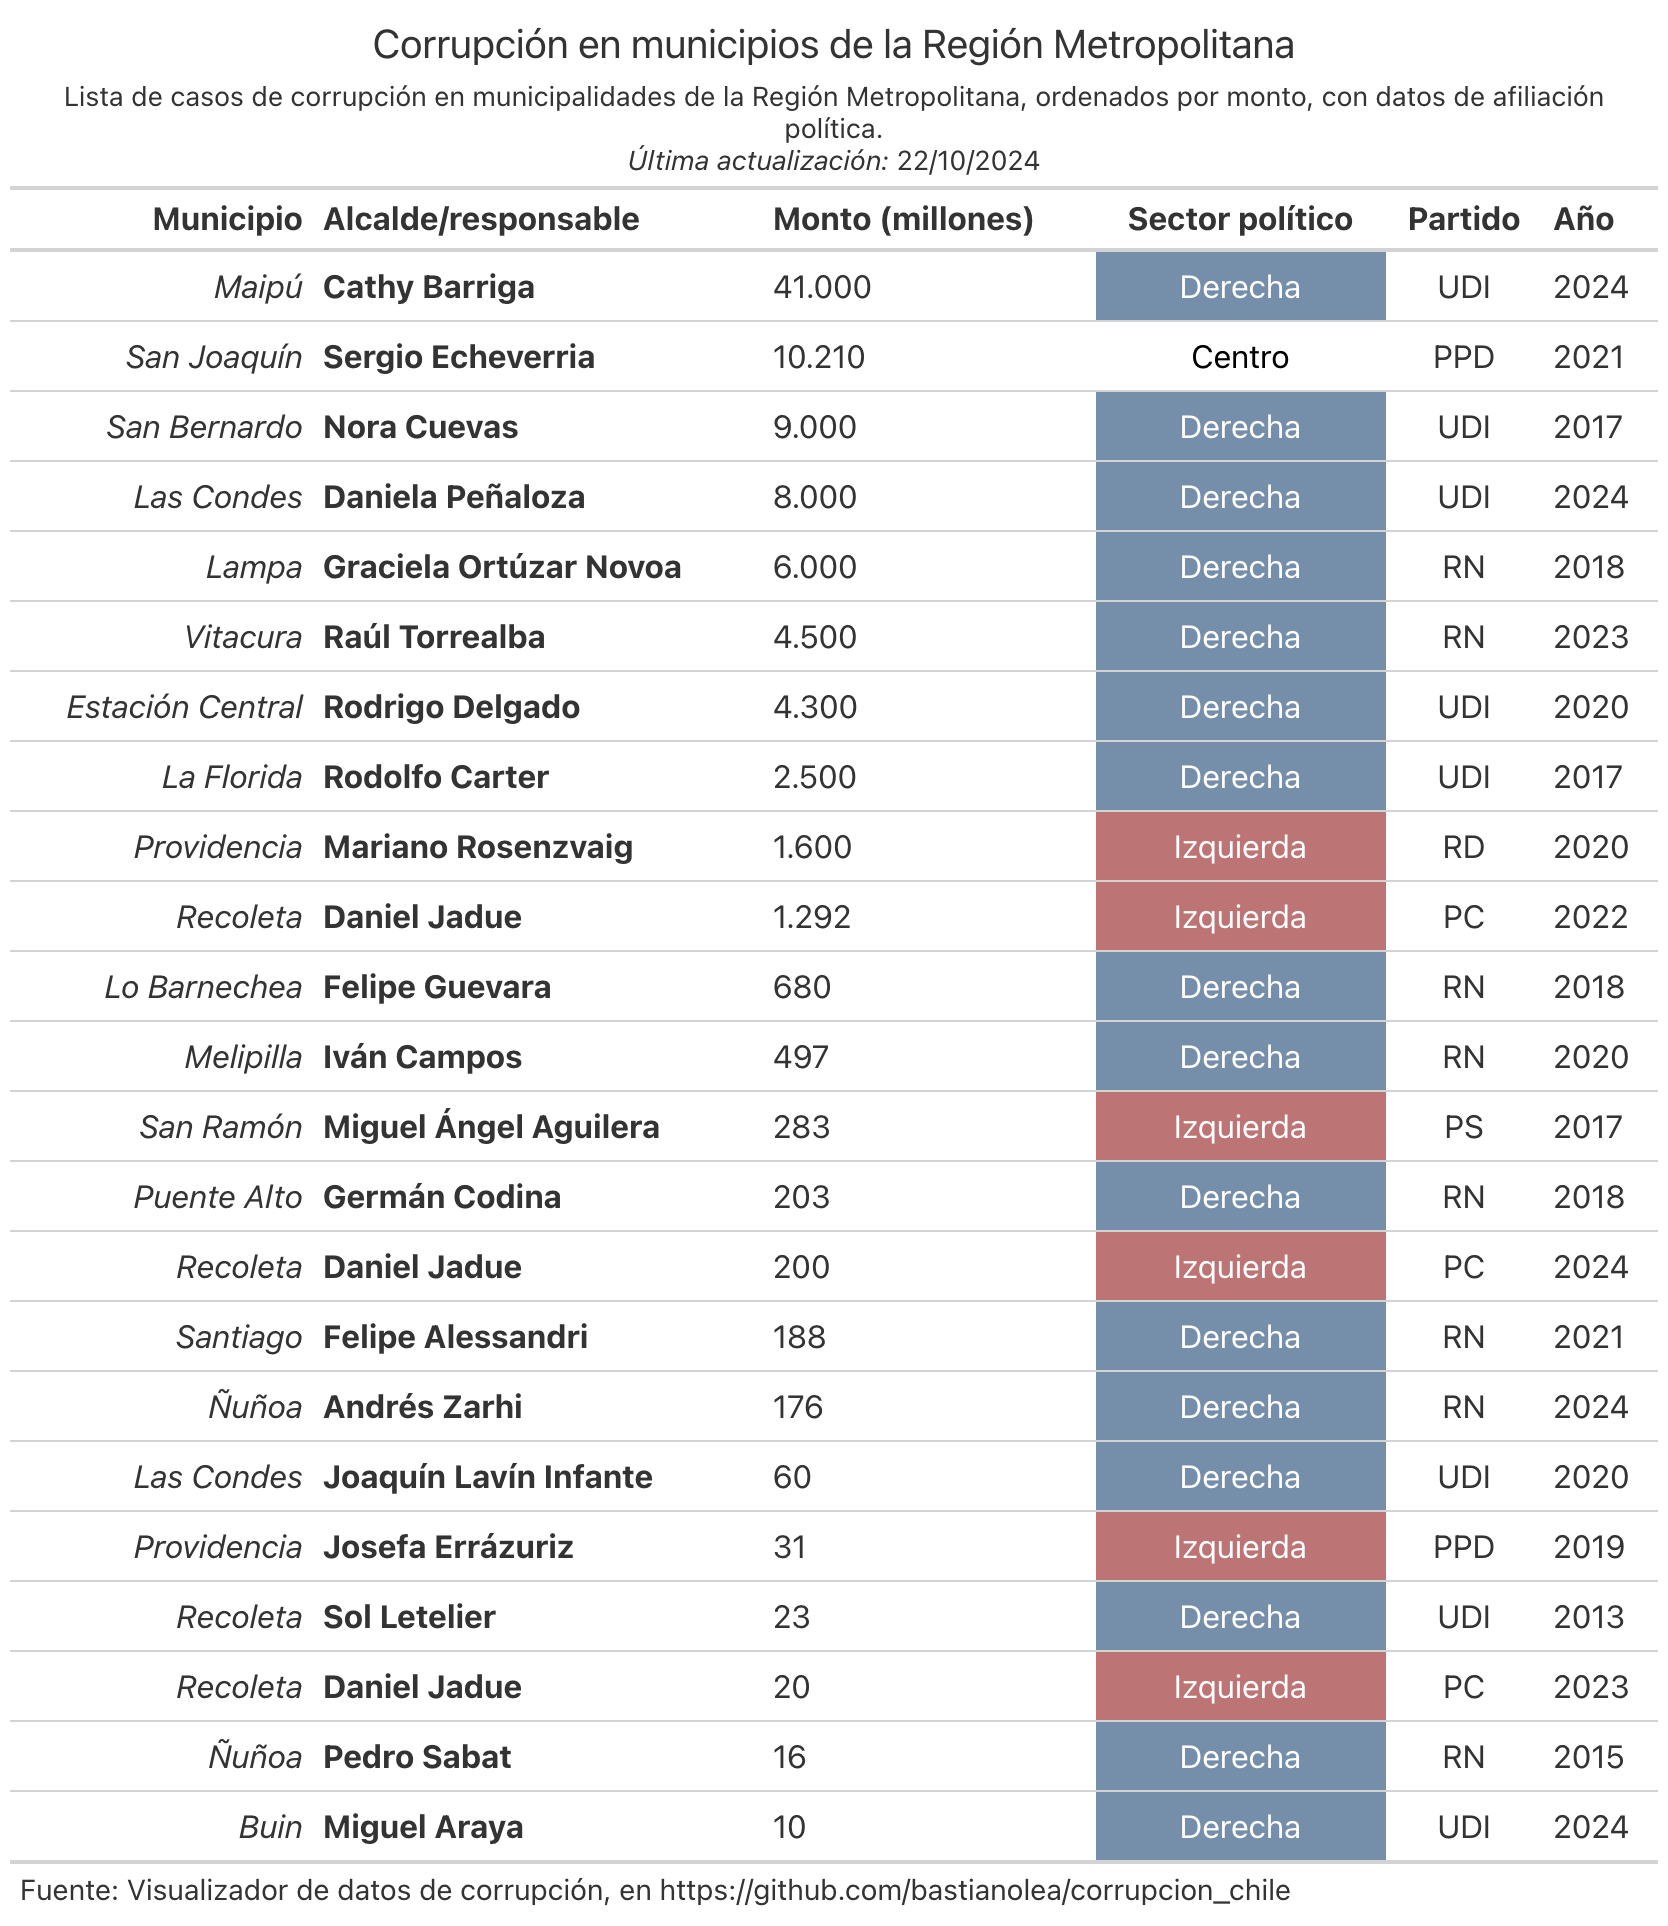 Corrupción en municipios de la Región Metropolitana
Lista de casos de corrupción en municipalidades de la Región Metropolitana, ordenados por monto, con datos de afiliación
política.
Última actualización: 22/10/2024
Municipio Alcalde/responsable Monto (millones) Sector político Partido Año
Maipú Cathy Barriga 41.000 Derecha UDI 2024
San Joaquín Sergio Echeverria 10.210 Centro PPD 2021
San Bernardo Nora Cuevas 9.000 Derecha UDI 2017
Las Condes Daniela Peñaloza 8.000 Derecha UDI 2024
Lampa Graciela Ortúzar Novoa 6.000 Derecha RN 2018
Vitacura Raúl Torrealba 4.500 Derecha RN 2023
Estación Central Rodrigo Delgado 4.300 Derecha UDI 2020
La Florida Rodolfo Carter 2.500 Derecha UDI 2017
Providencia Mariano Rosenzvaig 1.600 Izquierda RD 2020
Recoleta Daniel Jadue 1.292 Izquierda PC 2022
Lo Barnechea Felipe Guevara 680 Derecha RN 2018
Melipilla Iván Campos 497 Derecha RN 2020
San Ramón Miguel Ángel Aguilera 283 Izquierda PS 2017
Puente Alto Germán Codina 203 Derecha RN 2018
Recoleta Daniel Jadue 200 Izquierda PC 2024
Santiago Felipe Alessandri 188 Derecha RN 2021
Ñuñoa Andrés Zarhi 176 Derecha RN 2024
Las Condes Joaquín Lavín Infante 60 Derecha UDI 2020
Providencia Josefa Errázuriz 31 Izquierda PPD 2019
Recoleta Sol Letelier 23 Derecha UDI 2013
Recoleta Daniel Jadue 20 Izquierda PC 2023
Ñuñoa Pedro Sabat 16 Derecha RN 2015
Buin Miguel Araya 10 Derecha UDI 2024
Fuente: Visualizador de datos de corrupción, en https://github.com/bastianolea/corrupcion_chile